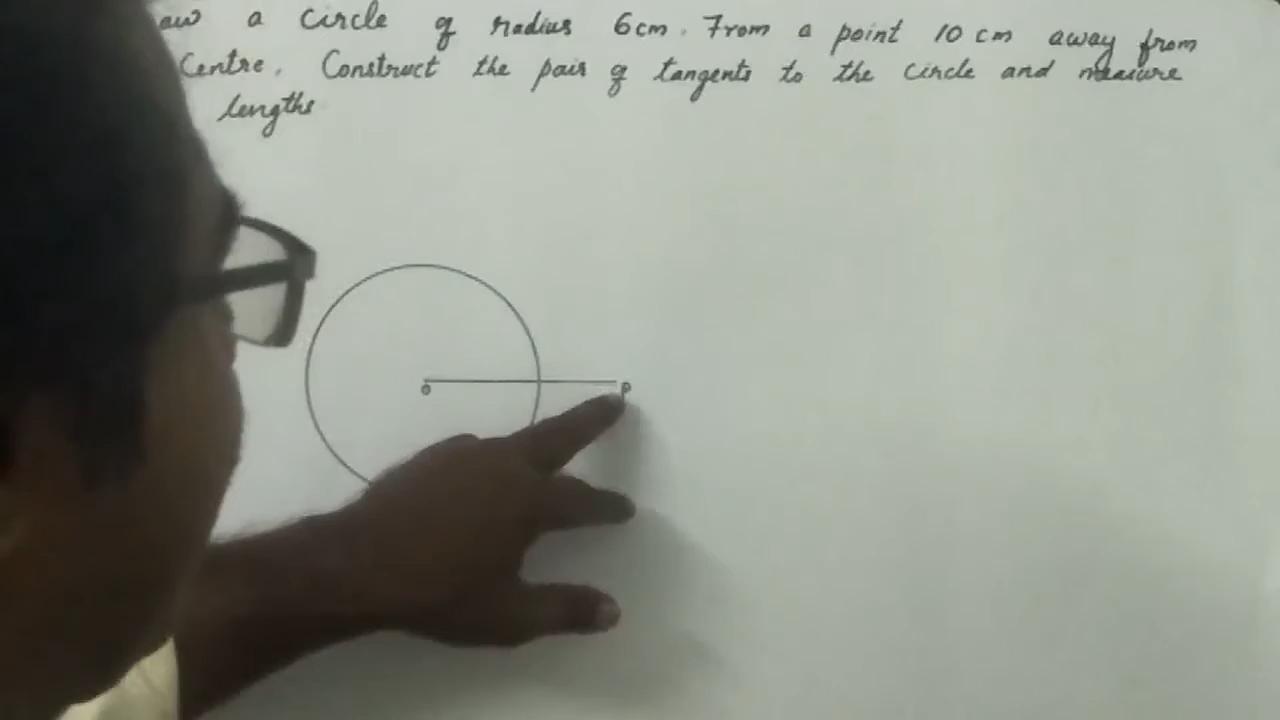 aw a circle of radius 6cm. From a point 10 cm away from
Centre, Construct the pair of tangents to the circle and measure
lengths
O P